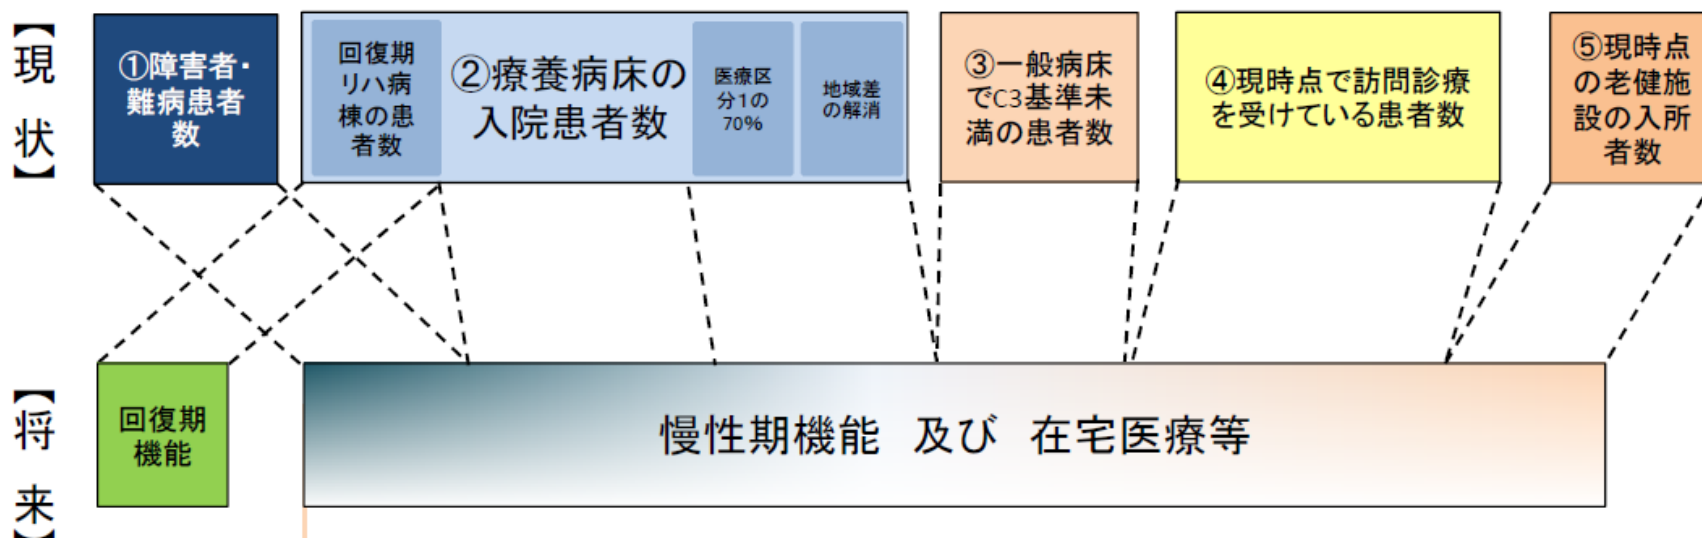 【現状】
①障害者・
難病患者
数
回復期
リハ病
棟の患
者数
②療養病床の
入院患者数
医療区
分1の
70%
地域差
の解消
③一般病床
でC3基準未
満の患者数
④現時点で訪問診療
を受けている患者数
⑤現時点
の老健施
設の入所
者数
【将来】
回復期
機能
慢性期機能 及び 在宅医療等